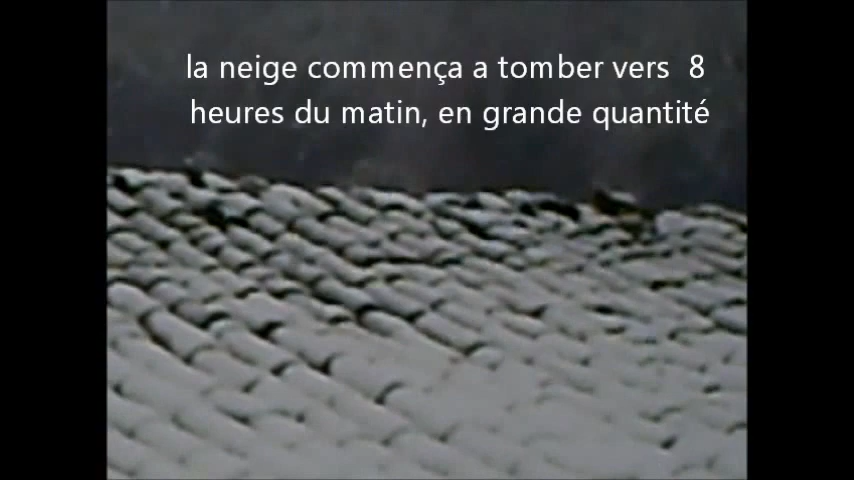 la neige commença a tomber vers  8
heures du matin, en grande quantité